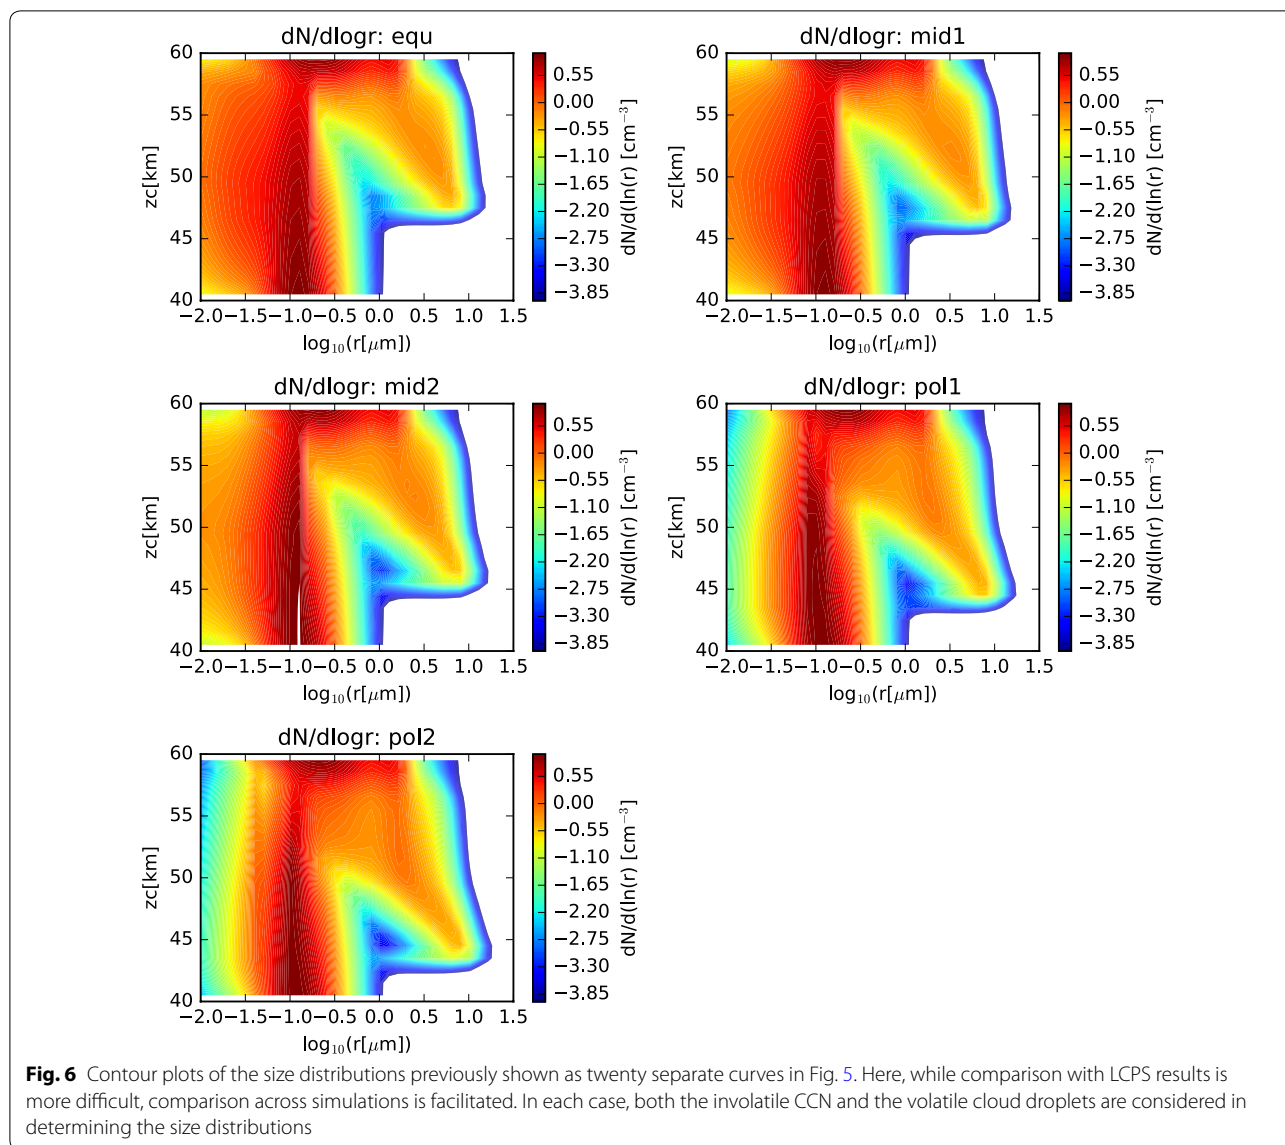 dN/dlogr: equ
60
55
50
45
40
zc[km]
−2.0 −1.5 −1.0 −0.5 0.0 0.5 1.0 1.5
log10(r[μm])
0.55
0.00
−0.55
−1.10
−1.65
−2.20
−2.75
−3.30
−3.85
dN/d(ln(r) [cm−3]
dN/dlogr: mid1
60
55
50
45
40
zc[km]
−2.0 −1.5 −1.0 −0.5 0.0 0.5 1.0 1.5
log10(r[μm])
0.55
0.00
−0.55
−1.10
−1.65
−2.20
−2.75
−3.30
−3.85
dN/d(ln(r) [cm−3]
dN/dlogr: mid2
60
55
50
45
40
zc[km]
−2.0 −1.5 −1.0 −0.5 0.0 0.5 1.0 1.5
log10(r[μm])
0.55
0.00
−0.55
−1.10
−1.65
−2.20
−2.75
−3.30
−3.85
dN/d(ln(r) [cm−3]
dN/dlogr: pol1
60
55
50
45
40
zc[km]
−2.0 −1.5 −1.0 −0.5 0.0 0.5 1.0 1.5
log10(r[μm])
0.55
0.00
−0.55
−1.10
−1.65
−2.20
−2.75
−3.30
−3.85
dN/d(ln(r) [cm−3]
dN/dlogr: pol2
60
55
50
45
40
zc[km]
−2.0 −1.5 −1.0 −0.5 0.0 0.5 1.0 1.5
log10(r[μm])
0.55
0.00
−0.55
−1.10
−1.65
−2.20
−2.75
−3.30
−3.85
dN/d(ln(r) [cm−3]
Fig. 6 Contour plots of the size distributions previously shown as twenty separate curves in Fig. 5. Here, while comparison with LCPS results is
more difficult, comparison across simulations is facilitated. In each case, both the involatile CCN and the volatile cloud droplets are considered in
determining the size distributions